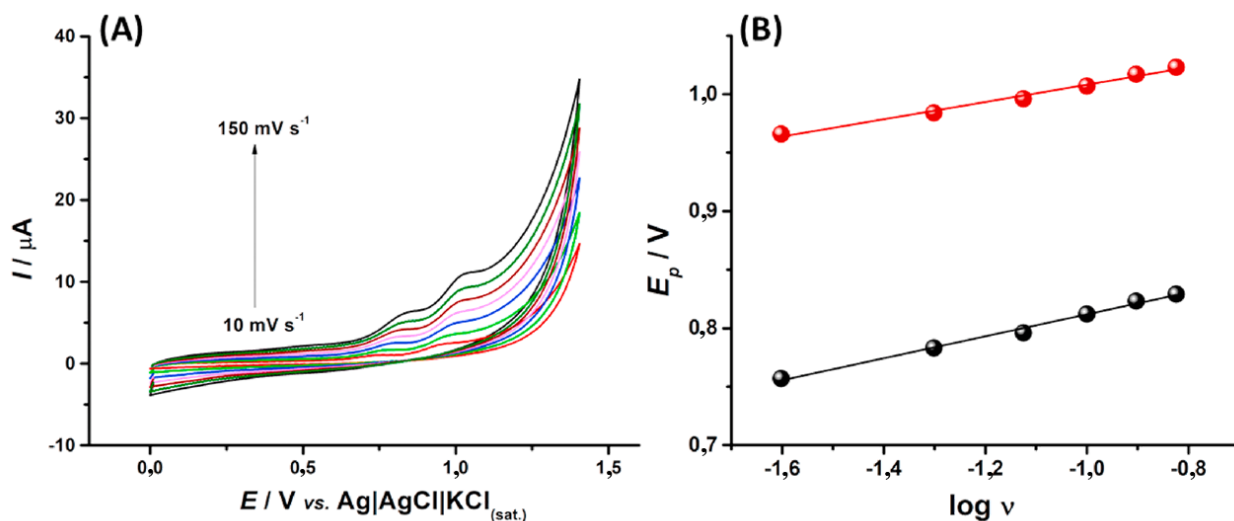 (A)
40
30
20
10
0
-10
I / μA
150 mV s⁻¹
10 mV s⁻¹
0,0
0,5
1,0
1,5
E / V vs. Ag|AgCl|KCl(sat.)
(B)
1,0
0,9
0,8
0,7
Eₚ / V
-1,6
-1,4
-1,2
-1,0
-0,8
log ν